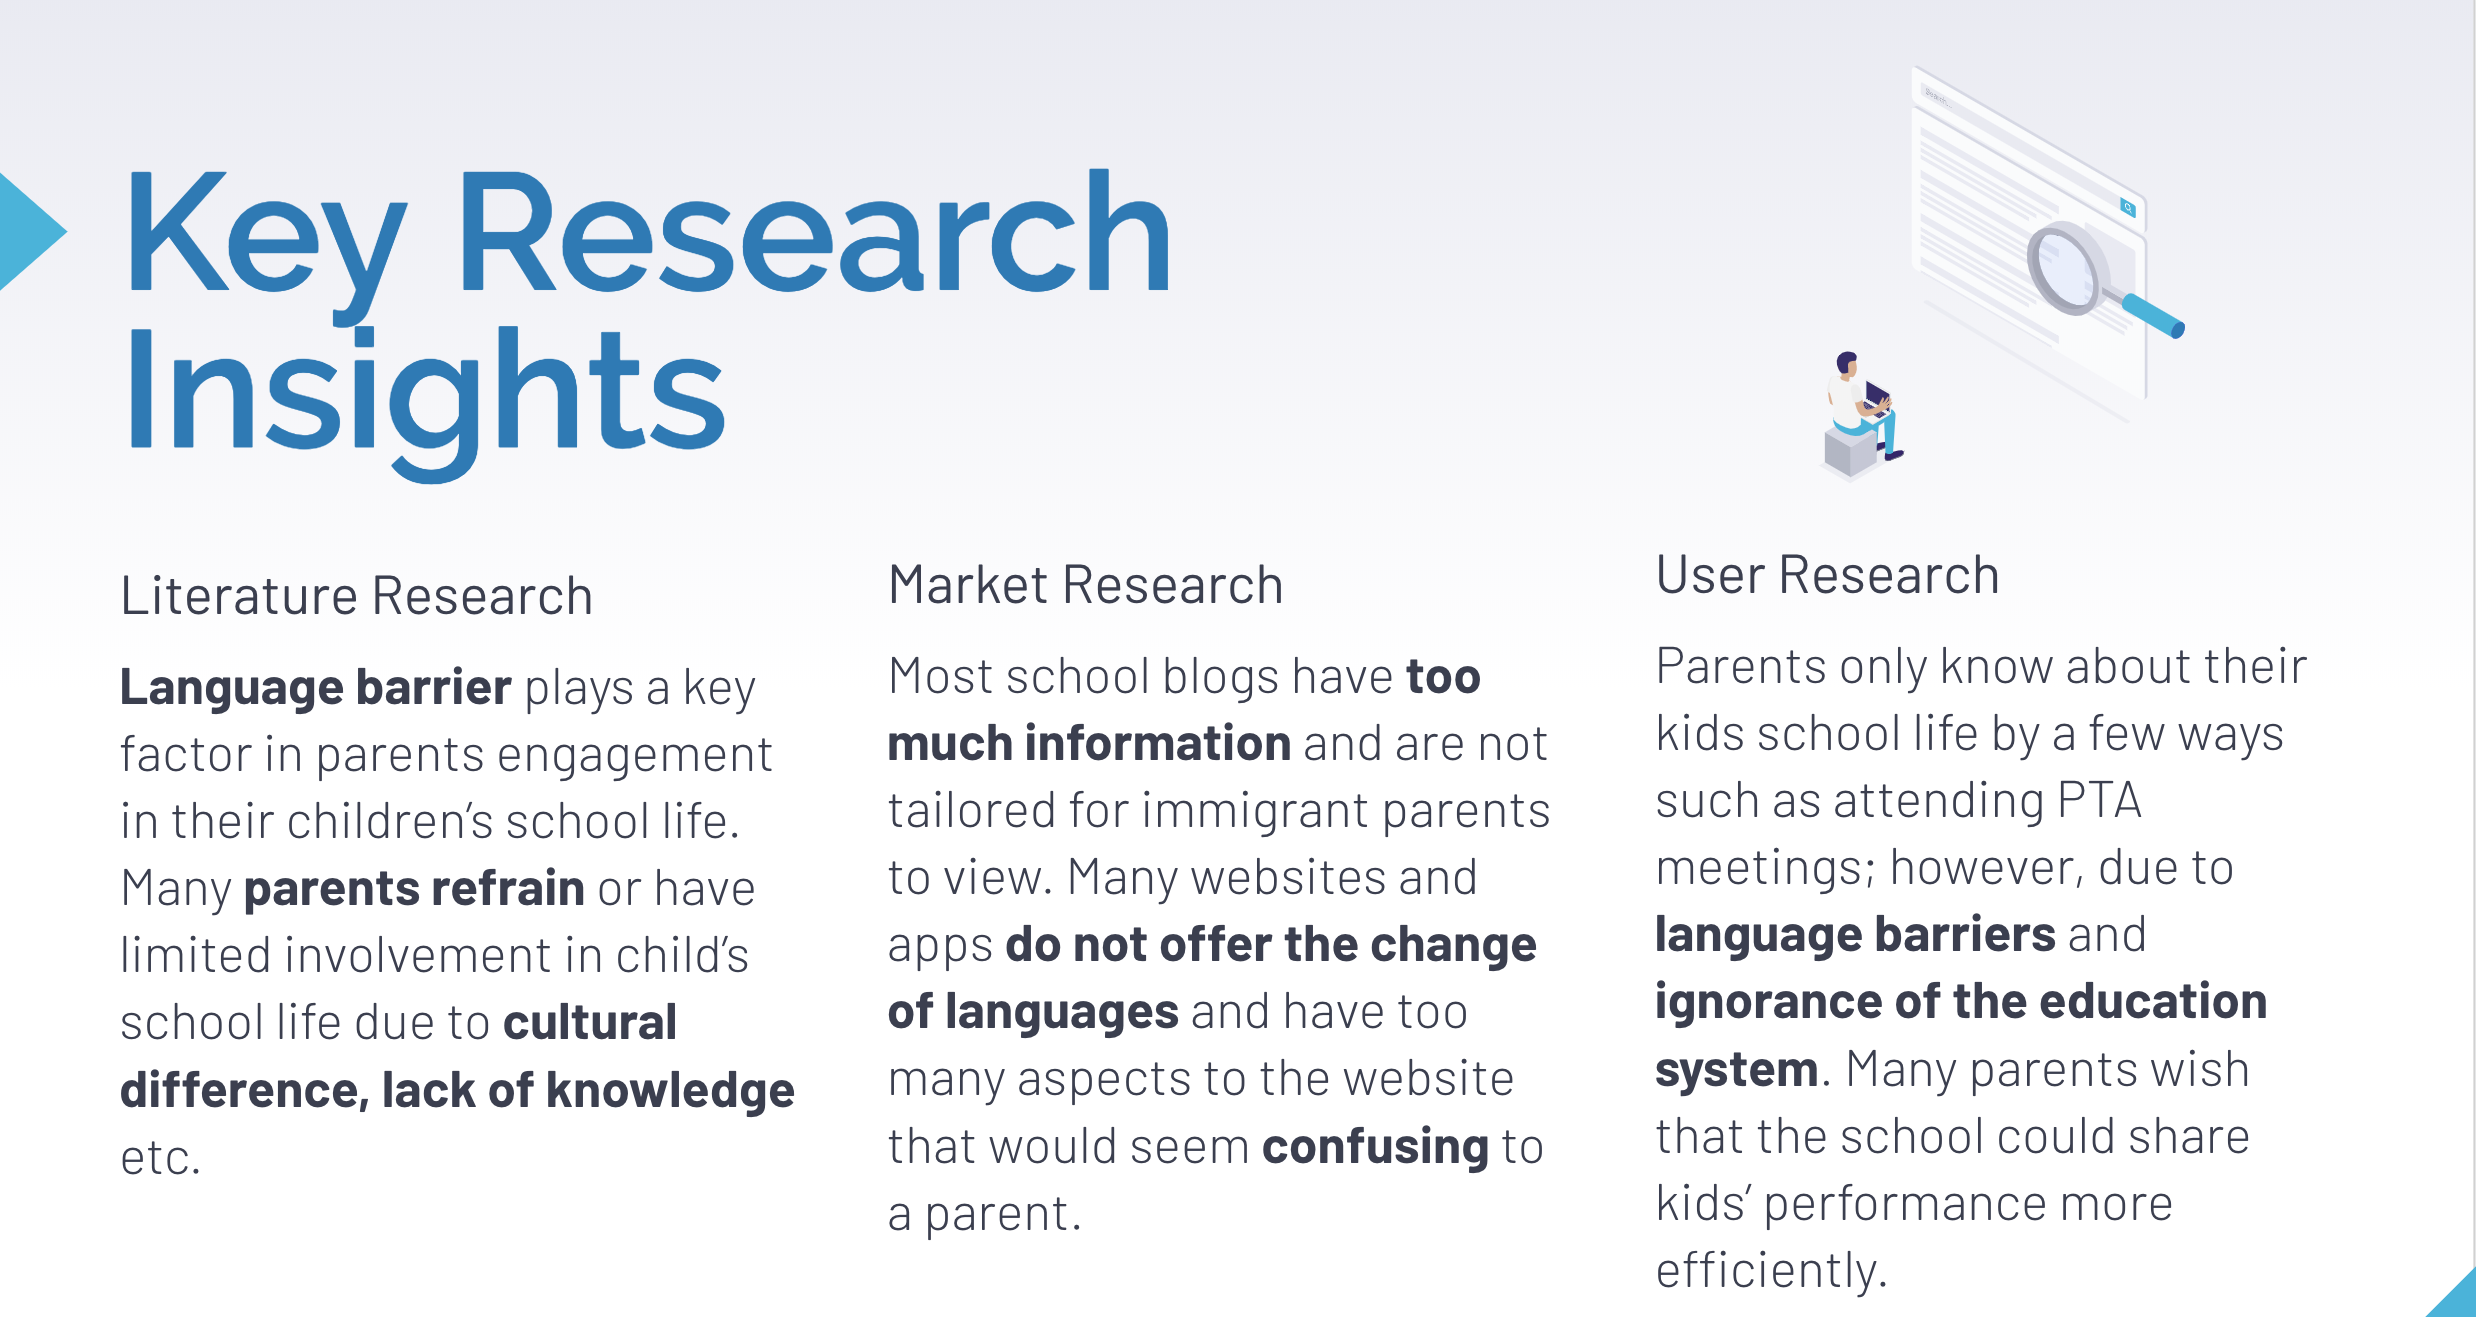 Key Research
Insights
Search...
Literature Research
Language barrier plays a key
factor in parents engagement
in their children’s school life.
Many parents refrain or have
limited involvement in child’s
school life due to cultural
difference, lack of knowledge
etc.
Market Research
Most school blogs have too
much information and are not
tailored for immigrant parents
to view. Many websites and
apps do not offer the change
of languages and have too
many aspects to the website
that would seem confusing to
a parent.
User Research
Parents only know about their
kids school life by a few ways
such as attending PTA
meetings; however, due to
language barriers and
ignorance of the education
system. Many parents wish
that the school could share
kids’ performance more
efficiently.